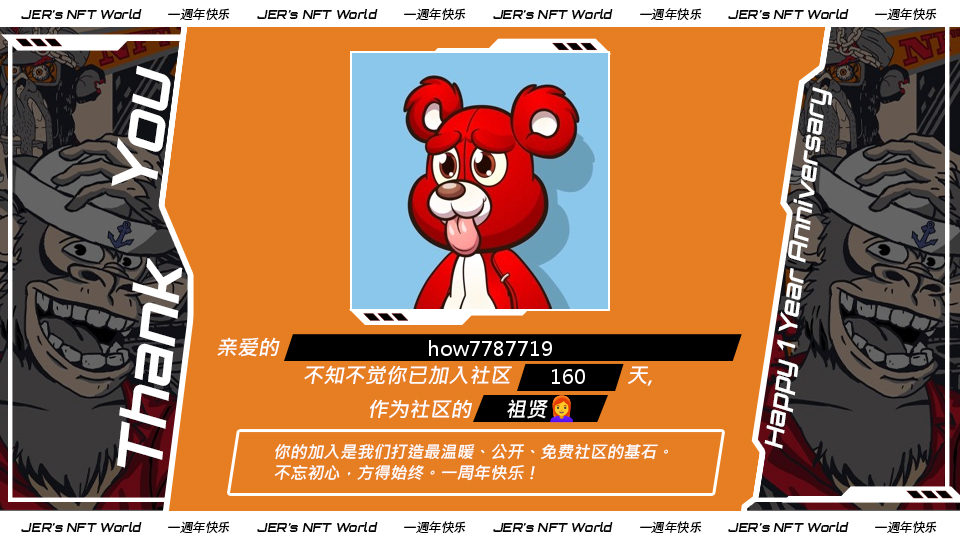 JER's NFT World 一週年快乐 JER's NFT World 一週年快乐 JER's NFT World 一週年快乐 JER's NFT World 一週年快乐
Thank You
亲爱的 how7787719
不知不觉你已加入社区 160 天,
作为社区的 祖贤👩‍🦰
你的加入是我们打造最温暖、公开、免费社区的基石。
不忘初心，方得始终。一周年快乐！
Happy 1 Year Anniversary
JER's NFT World 一週年快乐 JER's NFT World 一週年快乐 JER's NFT World 一週年快乐 JER's NFT World 一週年快乐